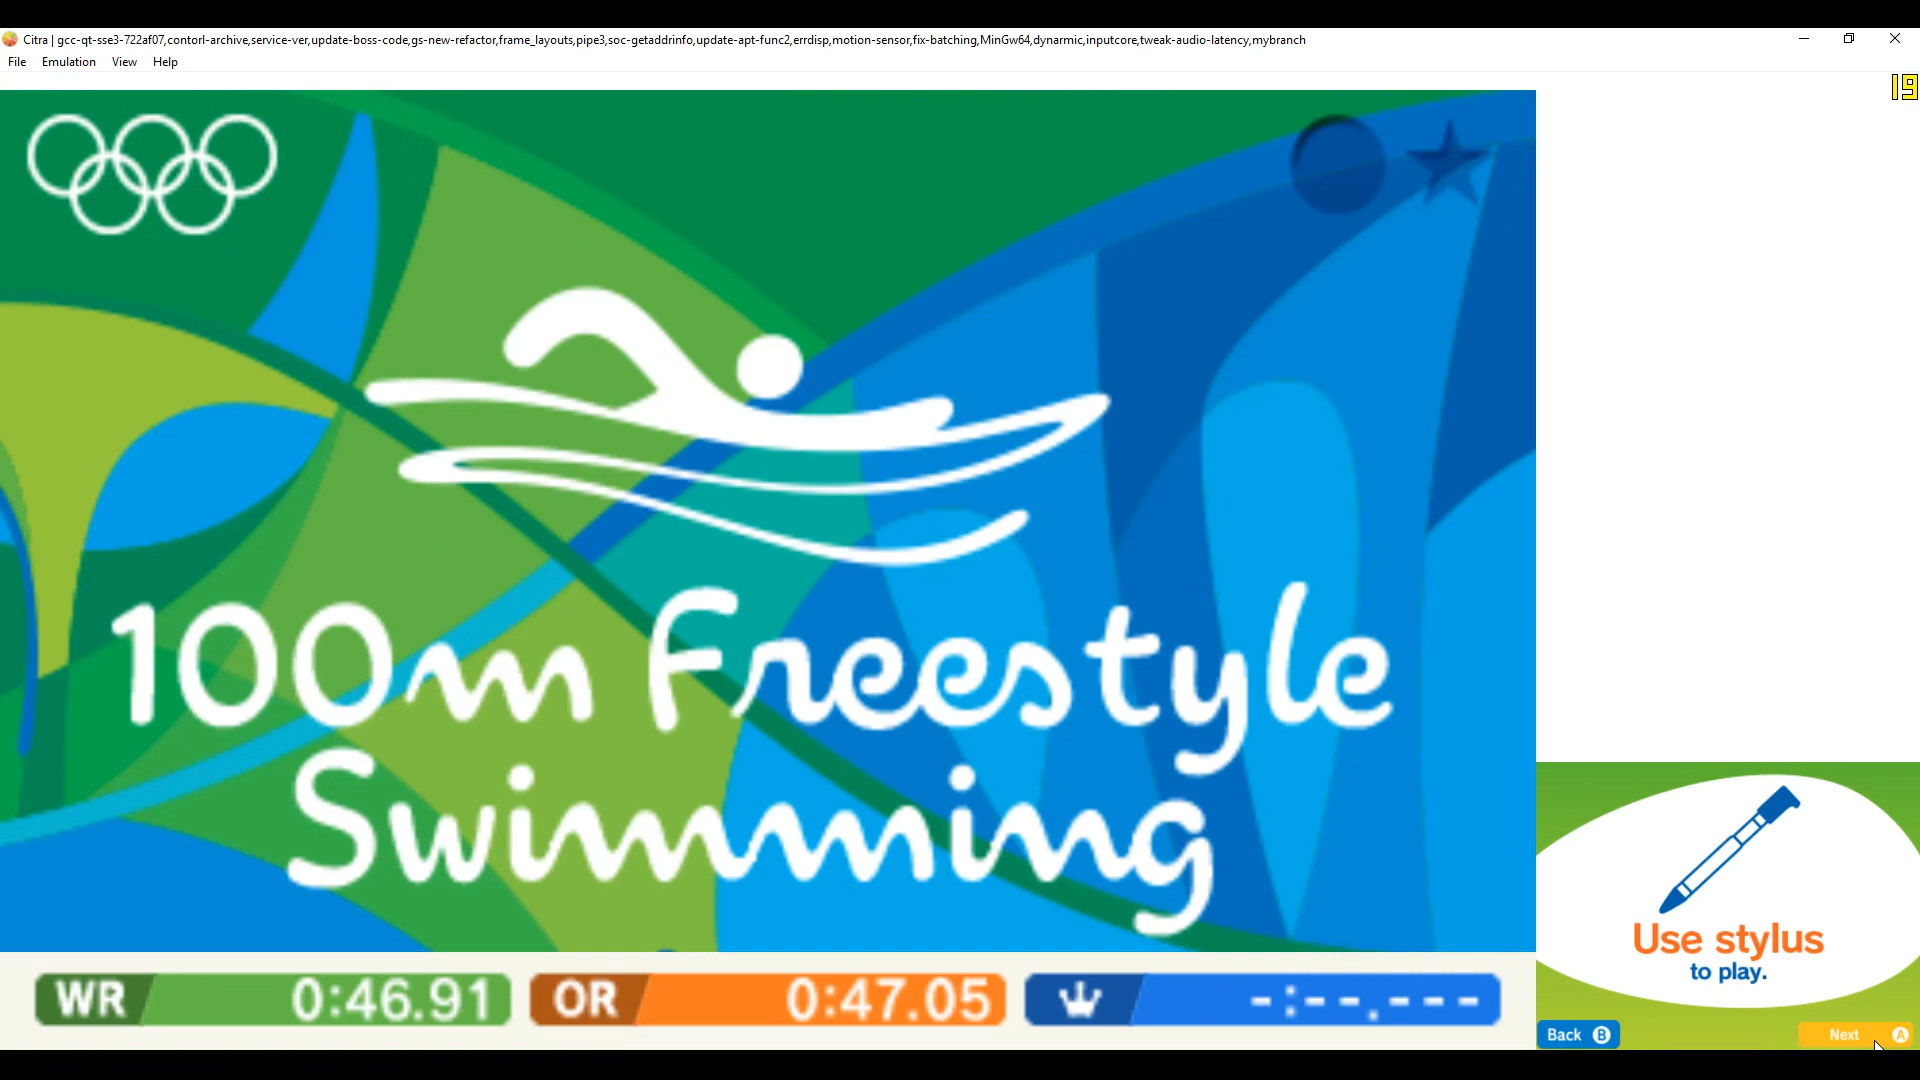 Citra | gcc-qt-sse3-722af07,contorl-archive,service-ver,update-boss-code,gs-new-refactor,frame_layouts,pipe3,soc-getaddrinfo,update-apt-func2,errdisp,motion-sensor,fix-batching,MinGw64,dynarmic,inputcore,tweak-audio-latency,mybranch
File Emulation View Help
19
100m Freestyle
Swimming
WR 0:46.91 OR 0:47.05 -:--.---
Use stylus
to play.
Back B Next A